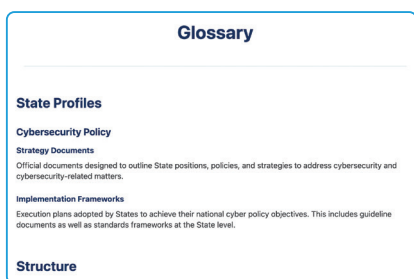 Glossary
State Profiles
Cybersecurity Policy
Strategy Documents
Official documents designed to outline State positions, policies, and strategies to address cybersecurity and
cybersecurity-related matters.
Implementation Frameworks
Execution plans adopted by States to achieve their national cyber policy objectives. This includes guideline
documents as well as standards frameworks at the State level.
Structure